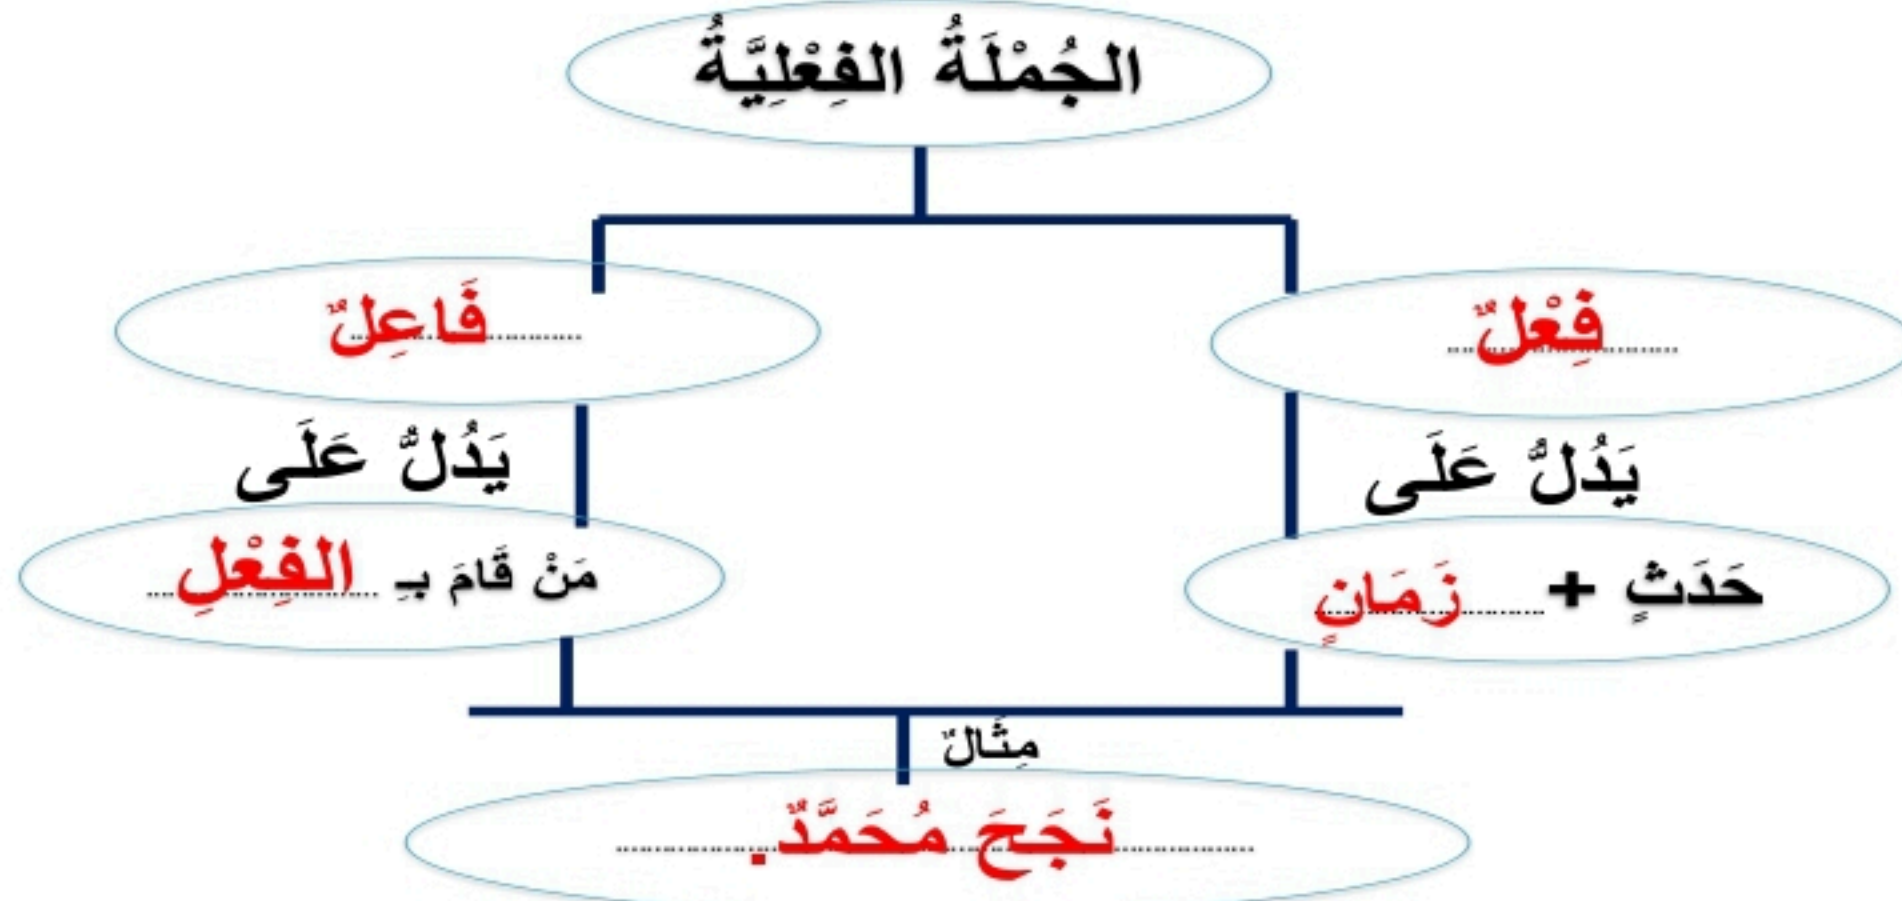 الجُمْلَةُ الفِعْلِيَّةُ
فِعْلٌ
فَاعِلٌ
يَدُلُّ عَلَى
يَدُلُّ عَلَى
حَدَثٍ + زَمَانٍ
مَنْ قَامَ بِـ الفِعْلِ
مِثَالٌ
نَجَحَ مُحَمَّدٌ.